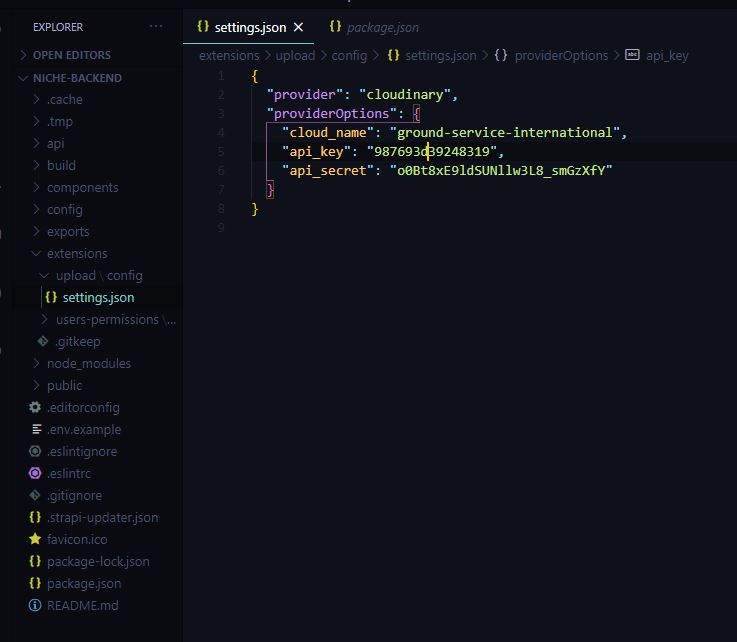 EXPLORER
···
OPEN EDITORS
NICHE-BACKEND
.cache
.tmp
api
build
components
config
exports
extensions
upload \ config
{} settings.json
users-permissions \...
.gitkeep
node_modules
public
.editorconfig
.env.example
.eslintignore
.eslintrc
.gitignore
{} .strapi-updater.json
favicon.ico
{} package-lock.json
{} package.json
README.md
{} settings.json ×
{} package.json
extensions > upload > config > {} settings.json > {} providerOptions > abc api_key
1 {
2 "provider": "cloudinary",
3 "providerOptions": {
4 "cloud_name": "ground-service-international",
5 "api_key": "987693d39248319",
6 "api_secret": "o0Bt8xE9ldSUNllw3L8_smGzXfY"
7 }
8 }
9